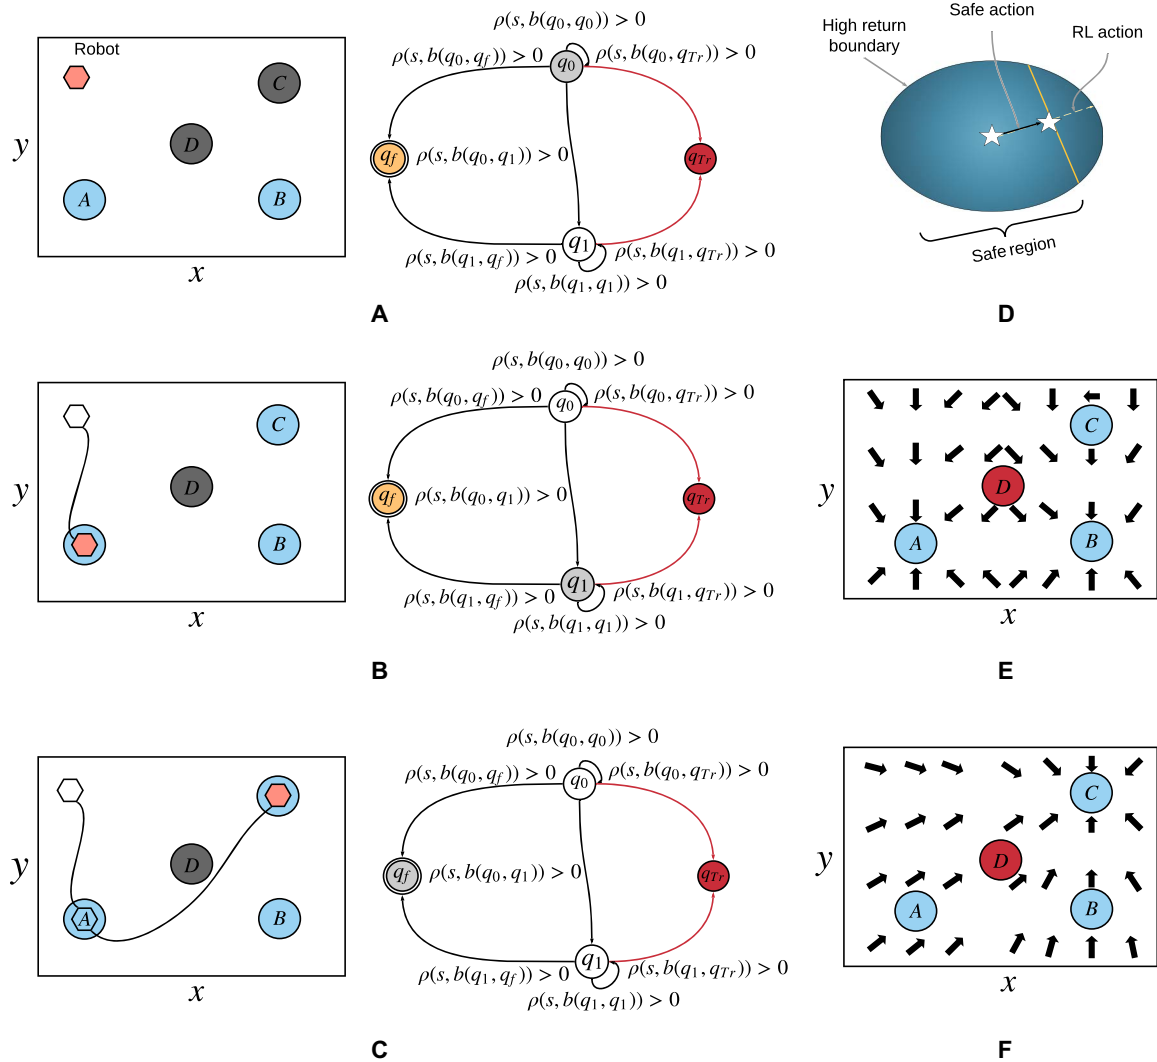 Robot
C
D
A
B
y
x
ρ(s, b(q0, q0)) > 0
ρ(s, b(q0, qf)) > 0
q0
ρ(s, b(q0, qTr)) > 0
qf
ρ(s, b(q0, q1)) > 0
qTr
q1
ρ(s, b(q1, qf)) > 0
ρ(s, b(q1, qTr)) > 0
ρ(s, b(q1, q1)) > 0
A
High return
boundary
Safe action
RL action
Safe region
D
C
D
B
y
x
ρ(s, b(q0, q0)) > 0
ρ(s, b(q0, qf)) > 0
q0
ρ(s, b(q0, qTr)) > 0
qf
ρ(s, b(q0, q1)) > 0
qTr
q1
ρ(s, b(q1, qf)) > 0
ρ(s, b(q1, qTr)) > 0
ρ(s, b(q1, q1)) > 0
B
C
D
A
B
y
x
E
D
A
B
y
x
ρ(s, b(q0, q0)) > 0
ρ(s, b(q0, qf)) > 0
q0
ρ(s, b(q0, qTr)) > 0
qf
ρ(s, b(q0, q1)) > 0
qTr
q1
ρ(s, b(q1, qf)) > 0
ρ(s, b(q1, qTr)) > 0
ρ(s, b(q1, q1)) > 0
C
C
D
A
B
y
x
F